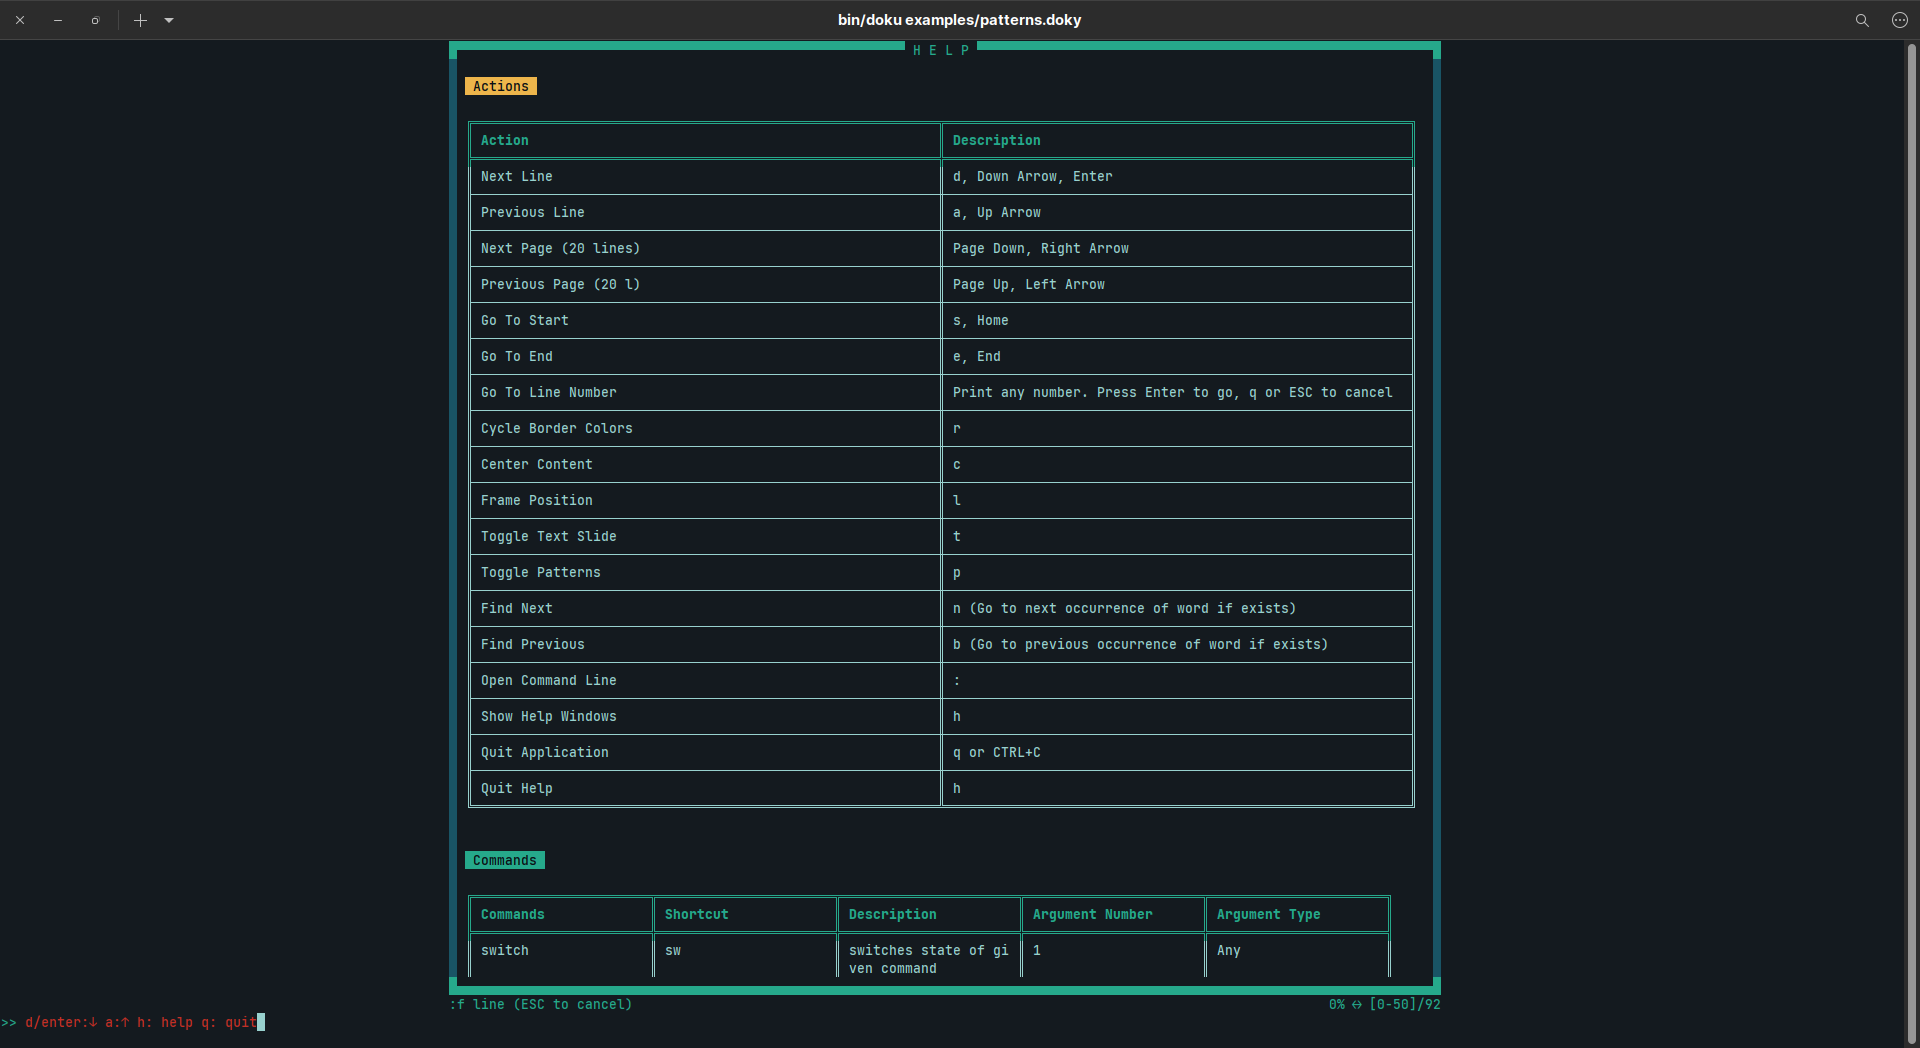 bin/doku examples/patterns.doky
H E L P
Actions
Action Description
Next Line d, Down Arrow, Enter
Previous Line a, Up Arrow
Next Page (20 lines) Page Down, Right Arrow
Previous Page (20 l) Page Up, Left Arrow
Go To Start s, Home
Go To End e, End
Go To Line Number Print any number. Press Enter to go, q or ESC to cancel
Cycle Border Colors r
Center Content c
Frame Position l
Toggle Text Slide t
Toggle Patterns p
Find Next n (Go to next occurrence of word if exists)
Find Previous b (Go to previous occurrence of word if exists)
Open Command Line :
Show Help Windows h
Quit Application q or CTRL+C
Quit Help h
Commands
Commands Shortcut Description Argument Number Argument Type
switch sw switches state of gi 1 Any
ven command
:f line (ESC to cancel) 0% ↔ [0-50]/92
>> d/enter:↓ a:↑ h: help q: quit